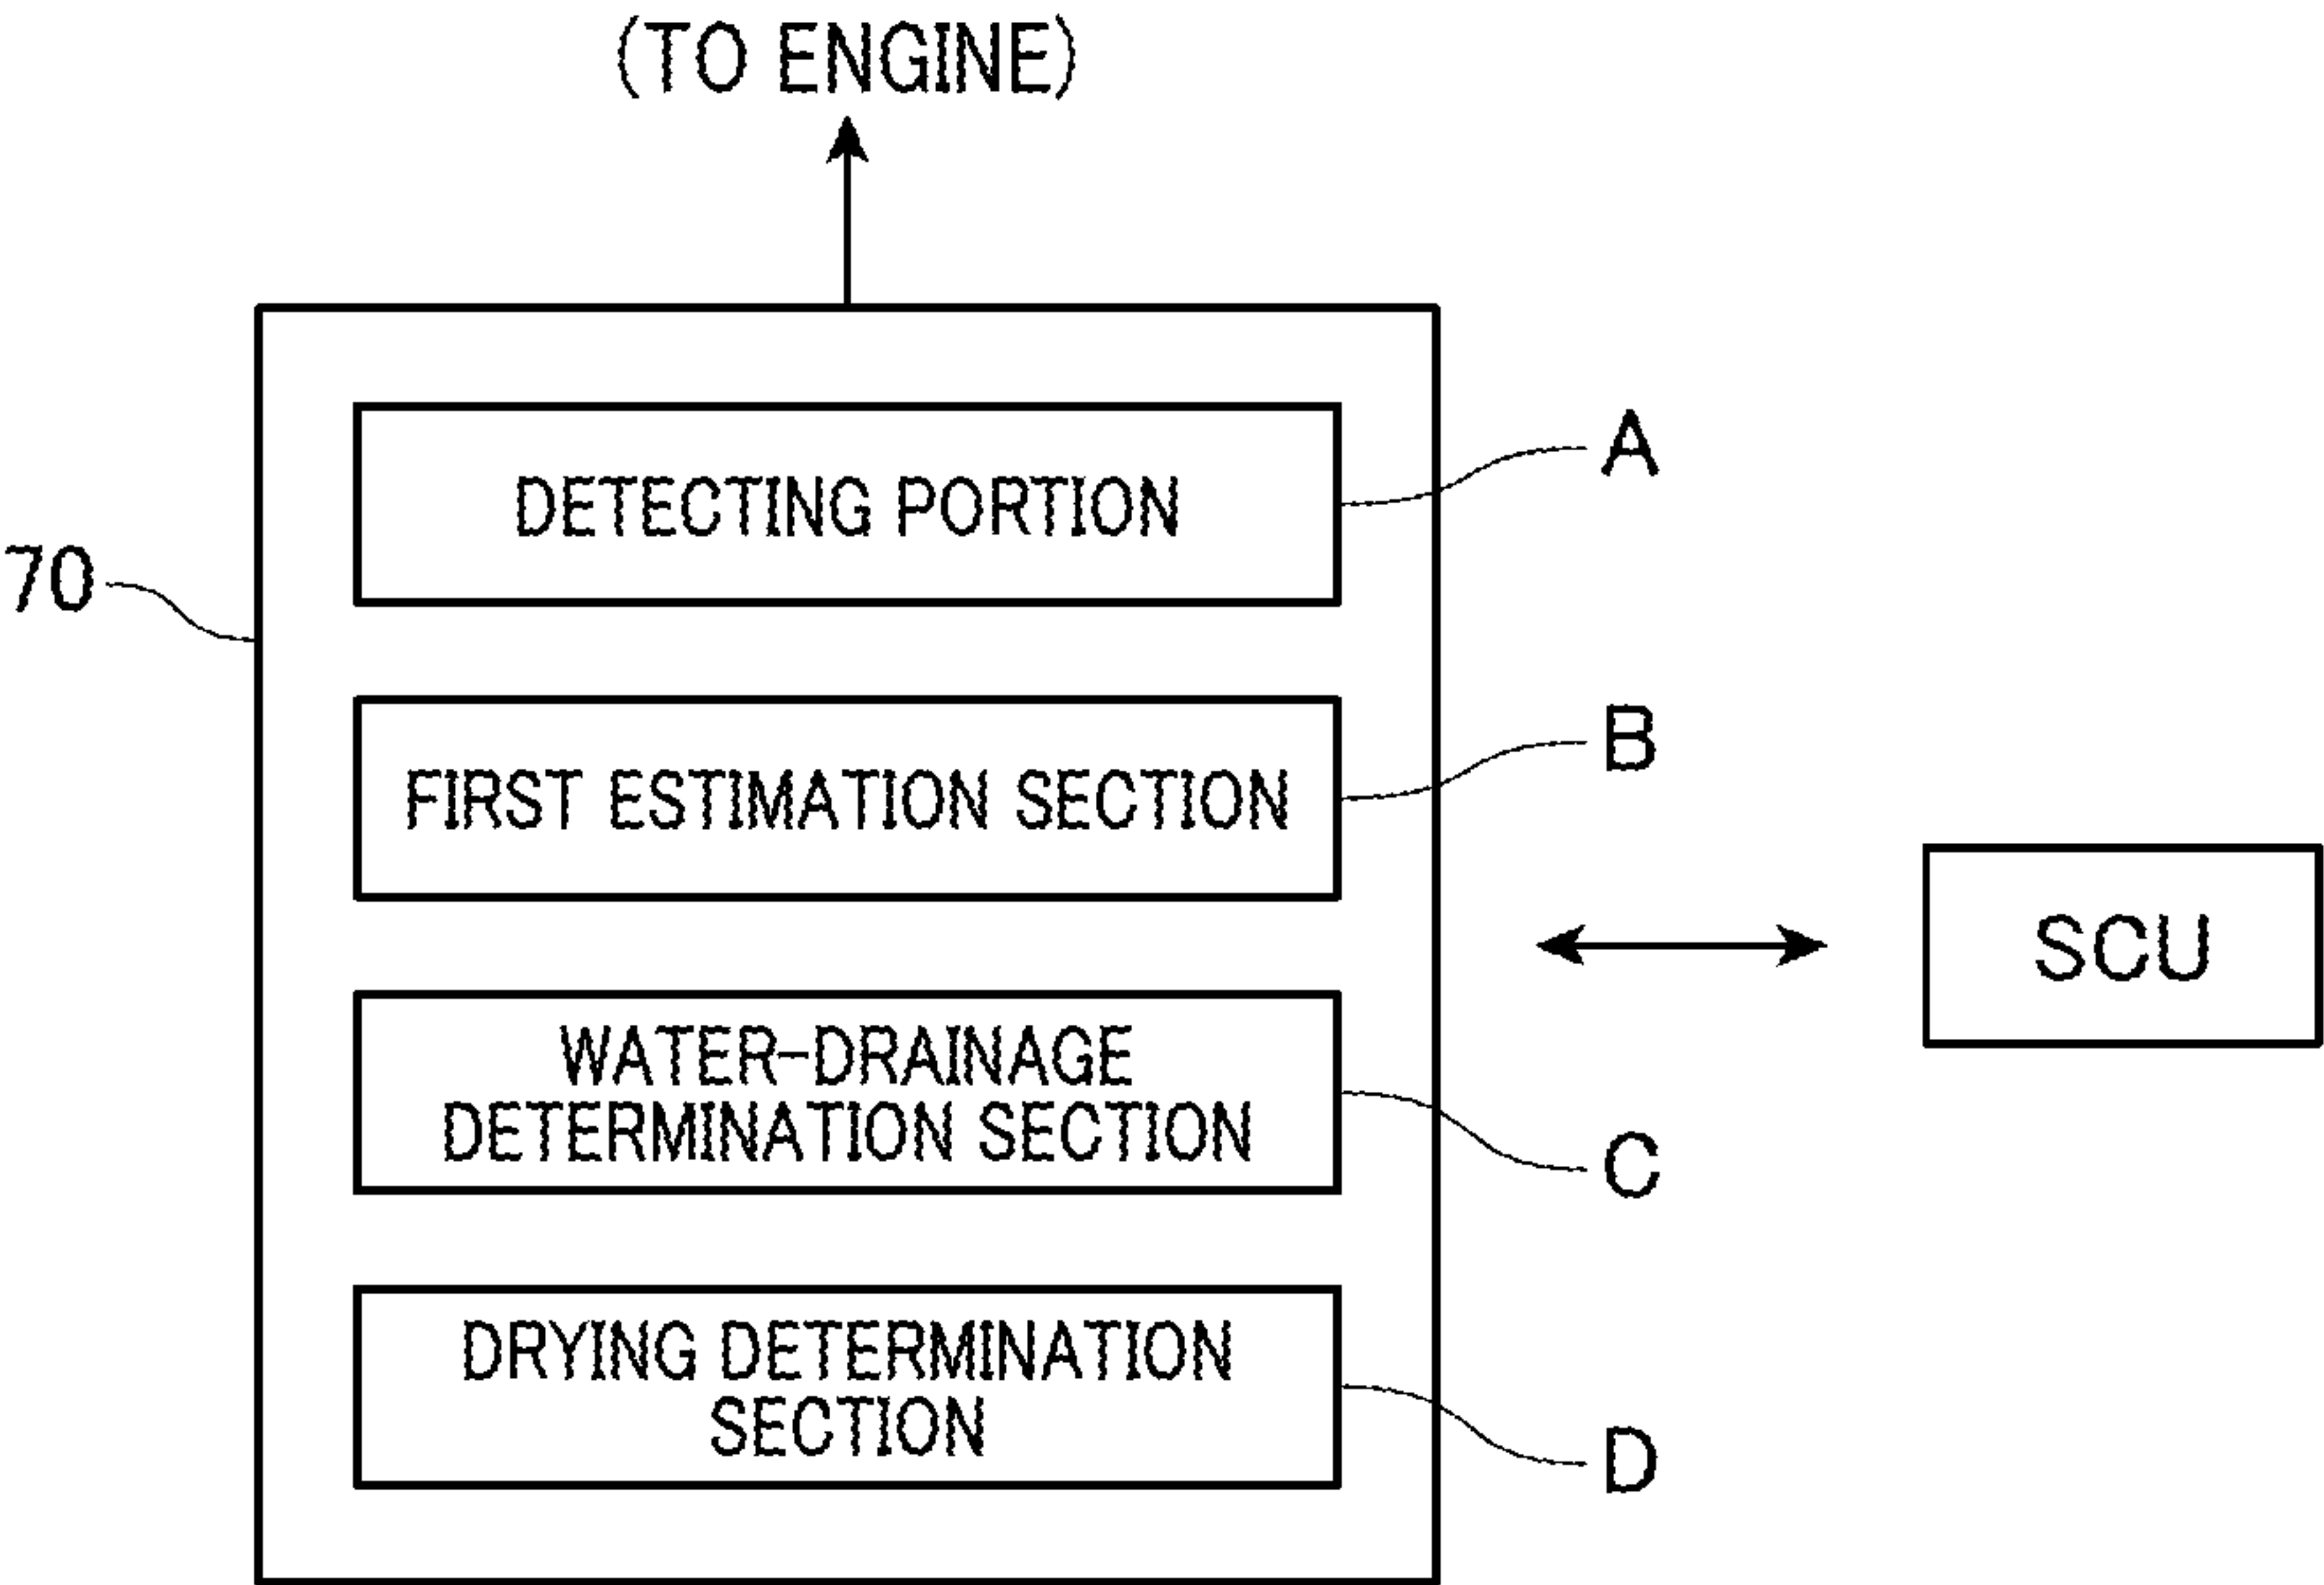 (TO ENGINE)
DETECTING PORTION
A
70
FIRST ESTIMATION SECTION
B
SCU
WATER-DRAINAGE
DETERMINATION SECTION
C
DRYING DETERMINATION
SECTION
D